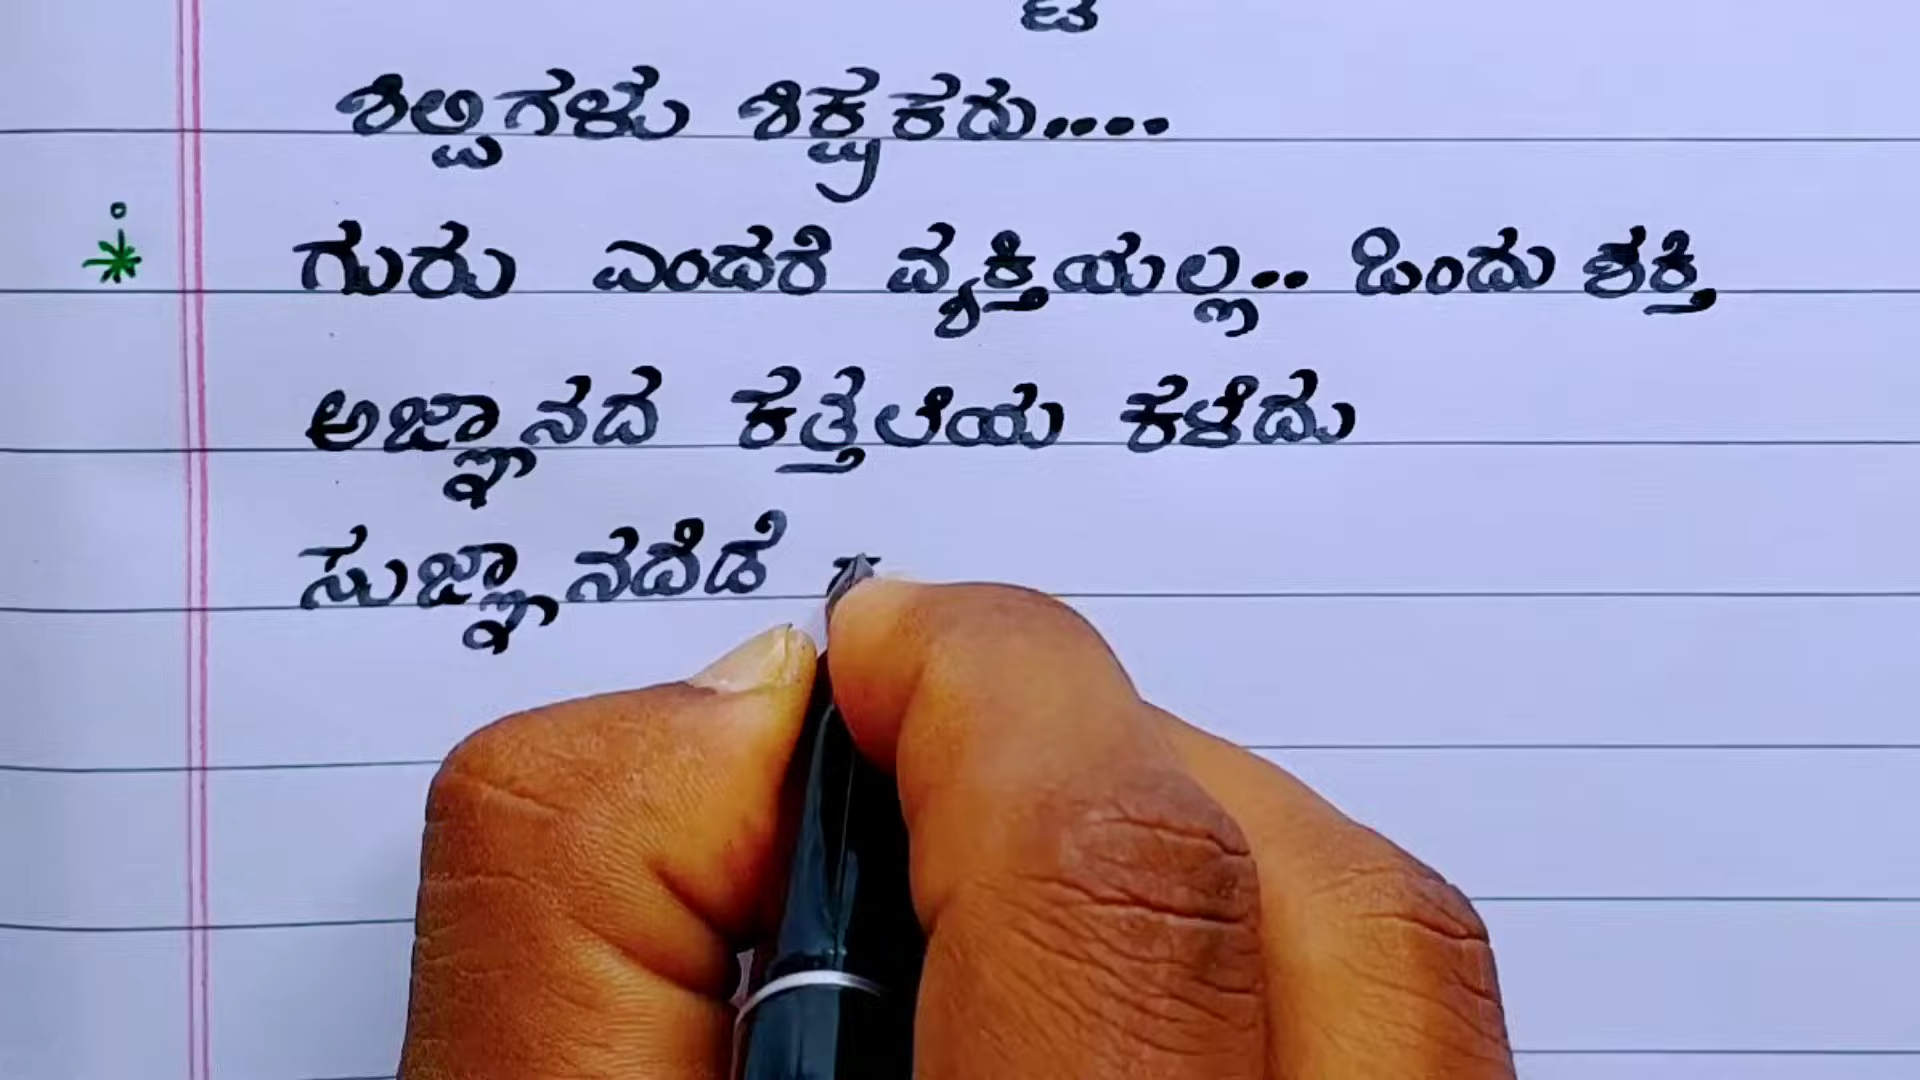 ಶಿಲ್ಪಿಗಳು ಶಿಕ್ಷಕರು....
ಗುರು ಎಂದರೆ ವ್ಯಕ್ತಿಯಲ್ಲ.. ಒಂದು ಶಕ್ತಿ
ಅಜ್ಞಾನದ ಕತ್ತಲೆಯ ಕಳೆದು
ಸುಜ್ಞಾನದೆಡೆ